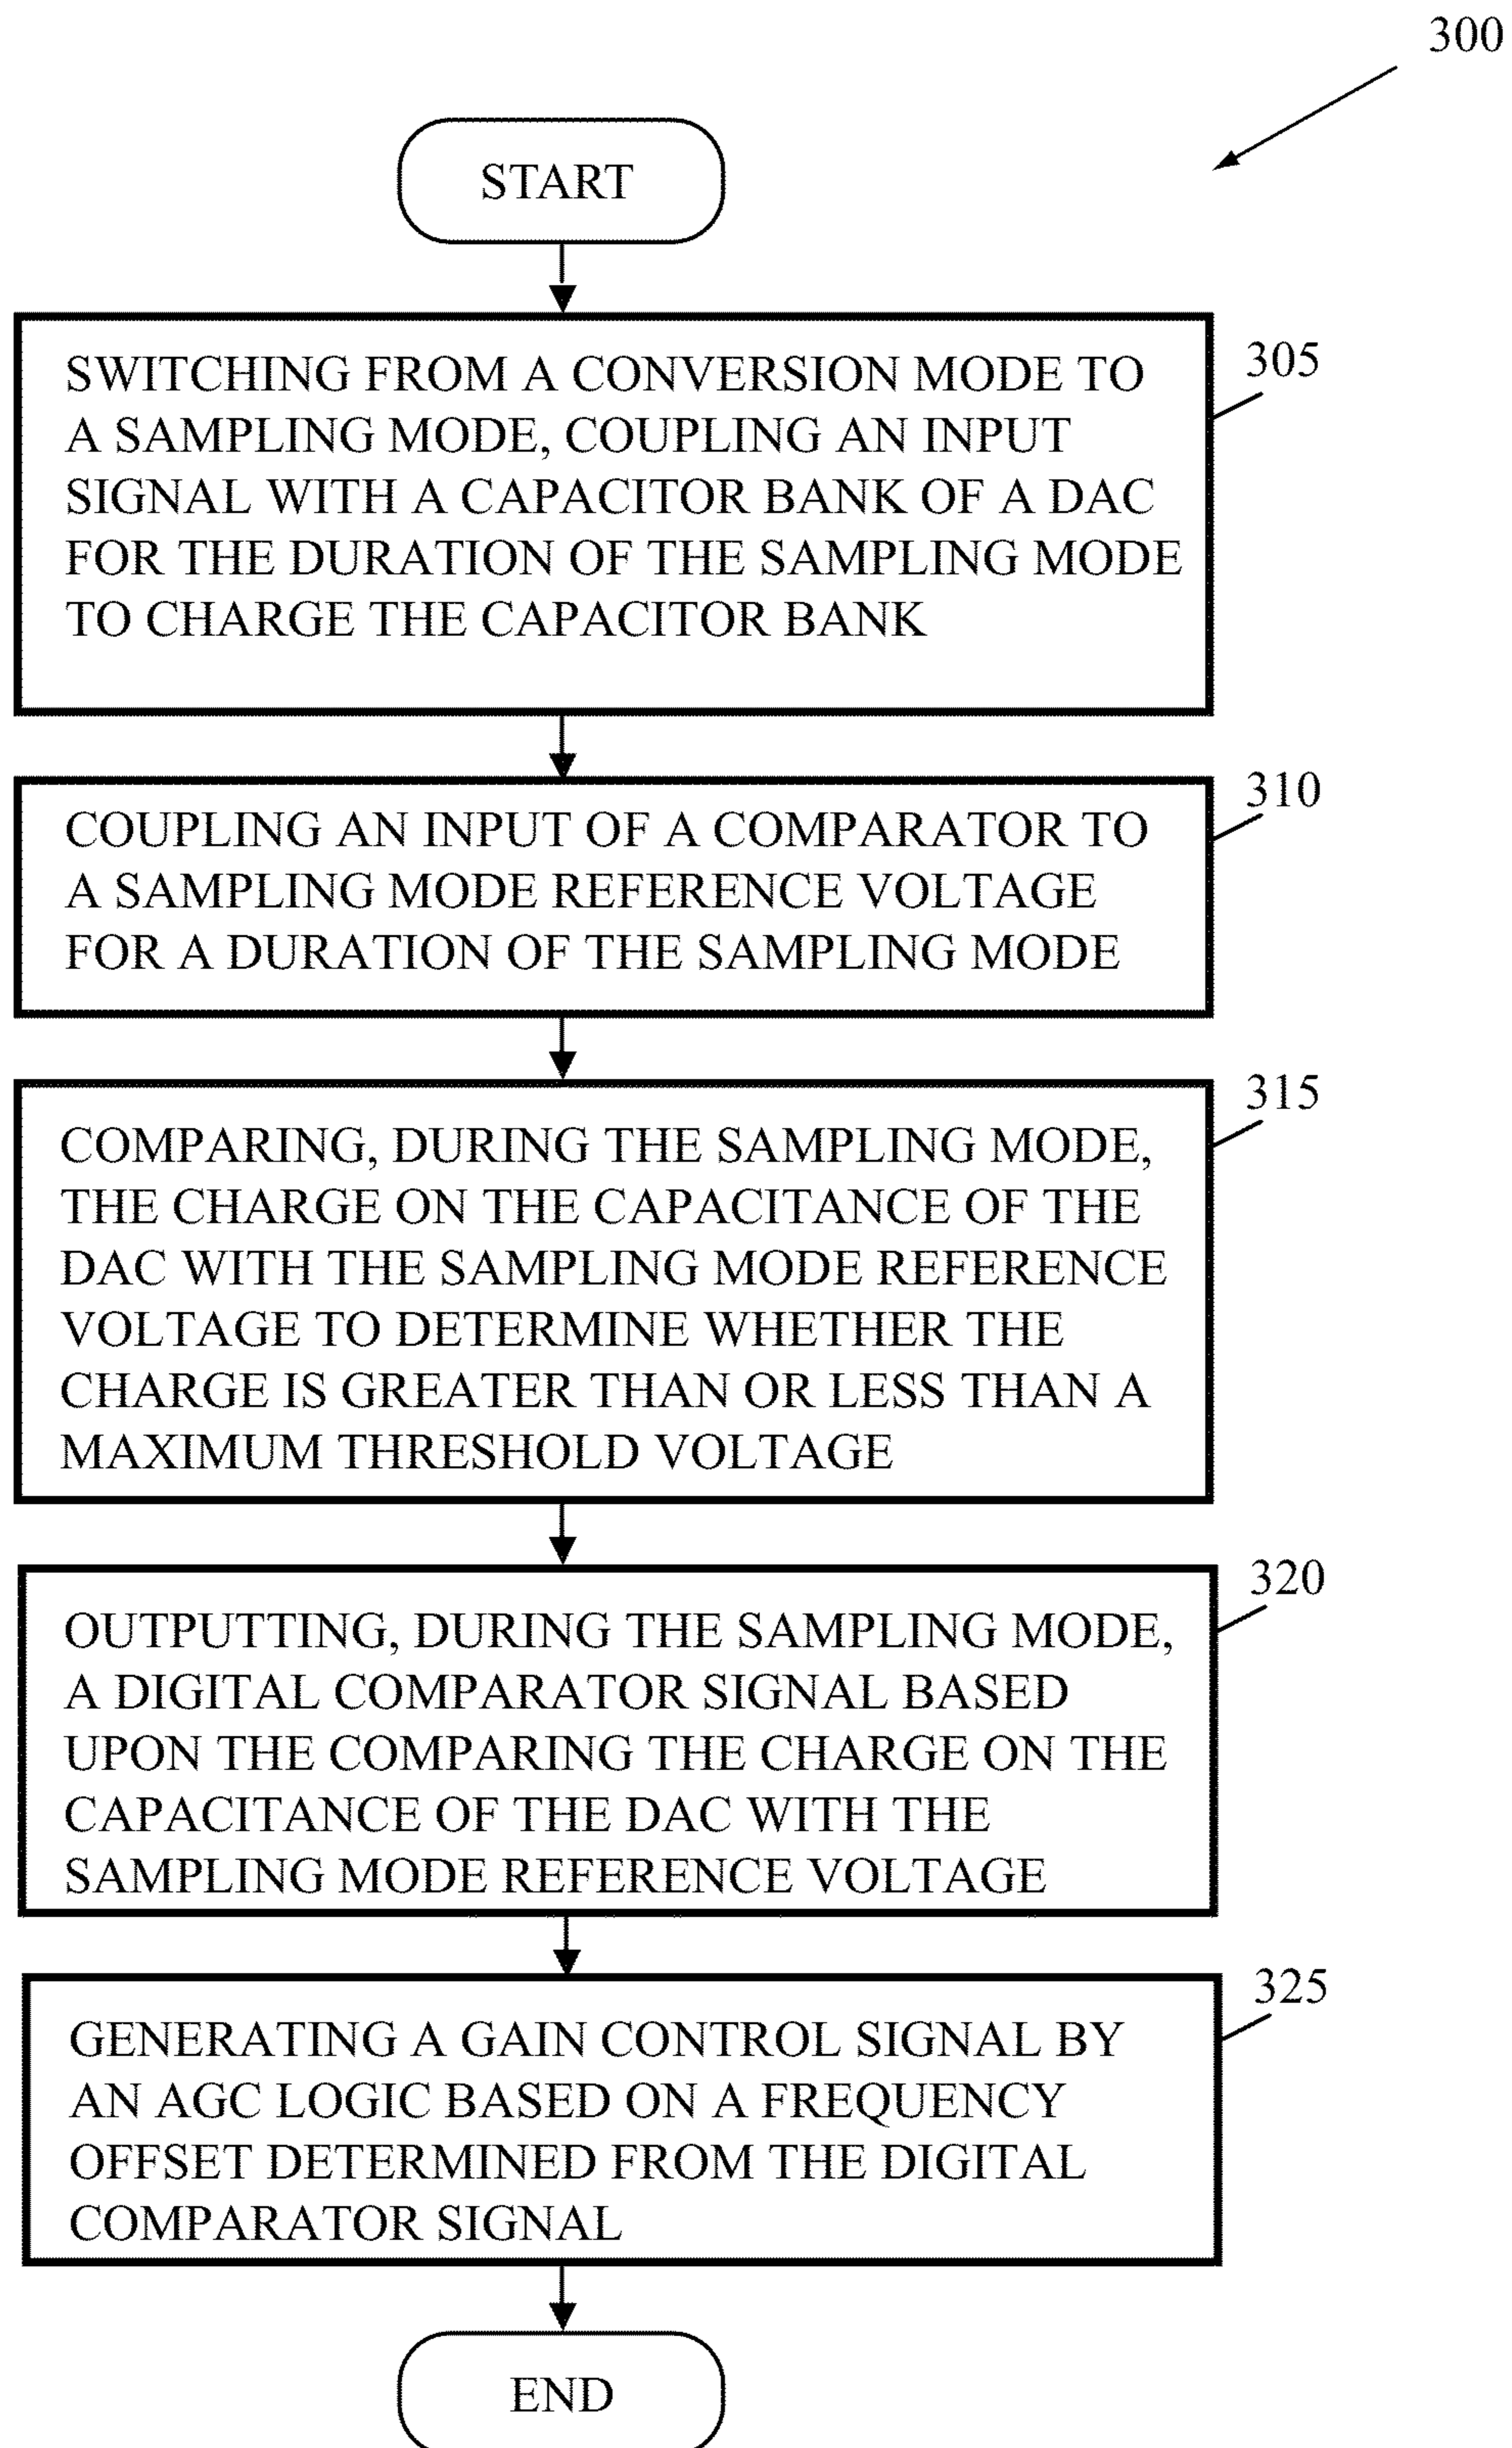 300
START
SWITCHING FROM A CONVERSION MODE TO
A SAMPLING MODE, COUPLING AN INPUT
SIGNAL WITH A CAPACITOR BANK OF A DAC
FOR THE DURATION OF THE SAMPLING MODE
TO CHARGE THE CAPACITOR BANK
305
COUPLING AN INPUT OF A COMPARATOR TO
A SAMPLING MODE REFERENCE VOLTAGE
FOR A DURATION OF THE SAMPLING MODE
310
COMPARING, DURING THE SAMPLING MODE,
THE CHARGE ON THE CAPACITANCE OF THE
DAC WITH THE SAMPLING MODE REFERENCE
VOLTAGE TO DETERMINE WHETHER THE
CHARGE IS GREATER THAN OR LESS THAN A
MAXIMUM THRESHOLD VOLTAGE
315
OUTPUTTING, DURING THE SAMPLING MODE,
A DIGITAL COMPARATOR SIGNAL BASED
UPON THE COMPARING THE CHARGE ON THE
CAPACITANCE OF THE DAC WITH THE
SAMPLING MODE REFERENCE VOLTAGE
320
GENERATING A GAIN CONTROL SIGNAL BY
AN AGC LOGIC BASED ON A FREQUENCY
OFFSET DETERMINED FROM THE DIGITAL
COMPARATOR SIGNAL
325
END